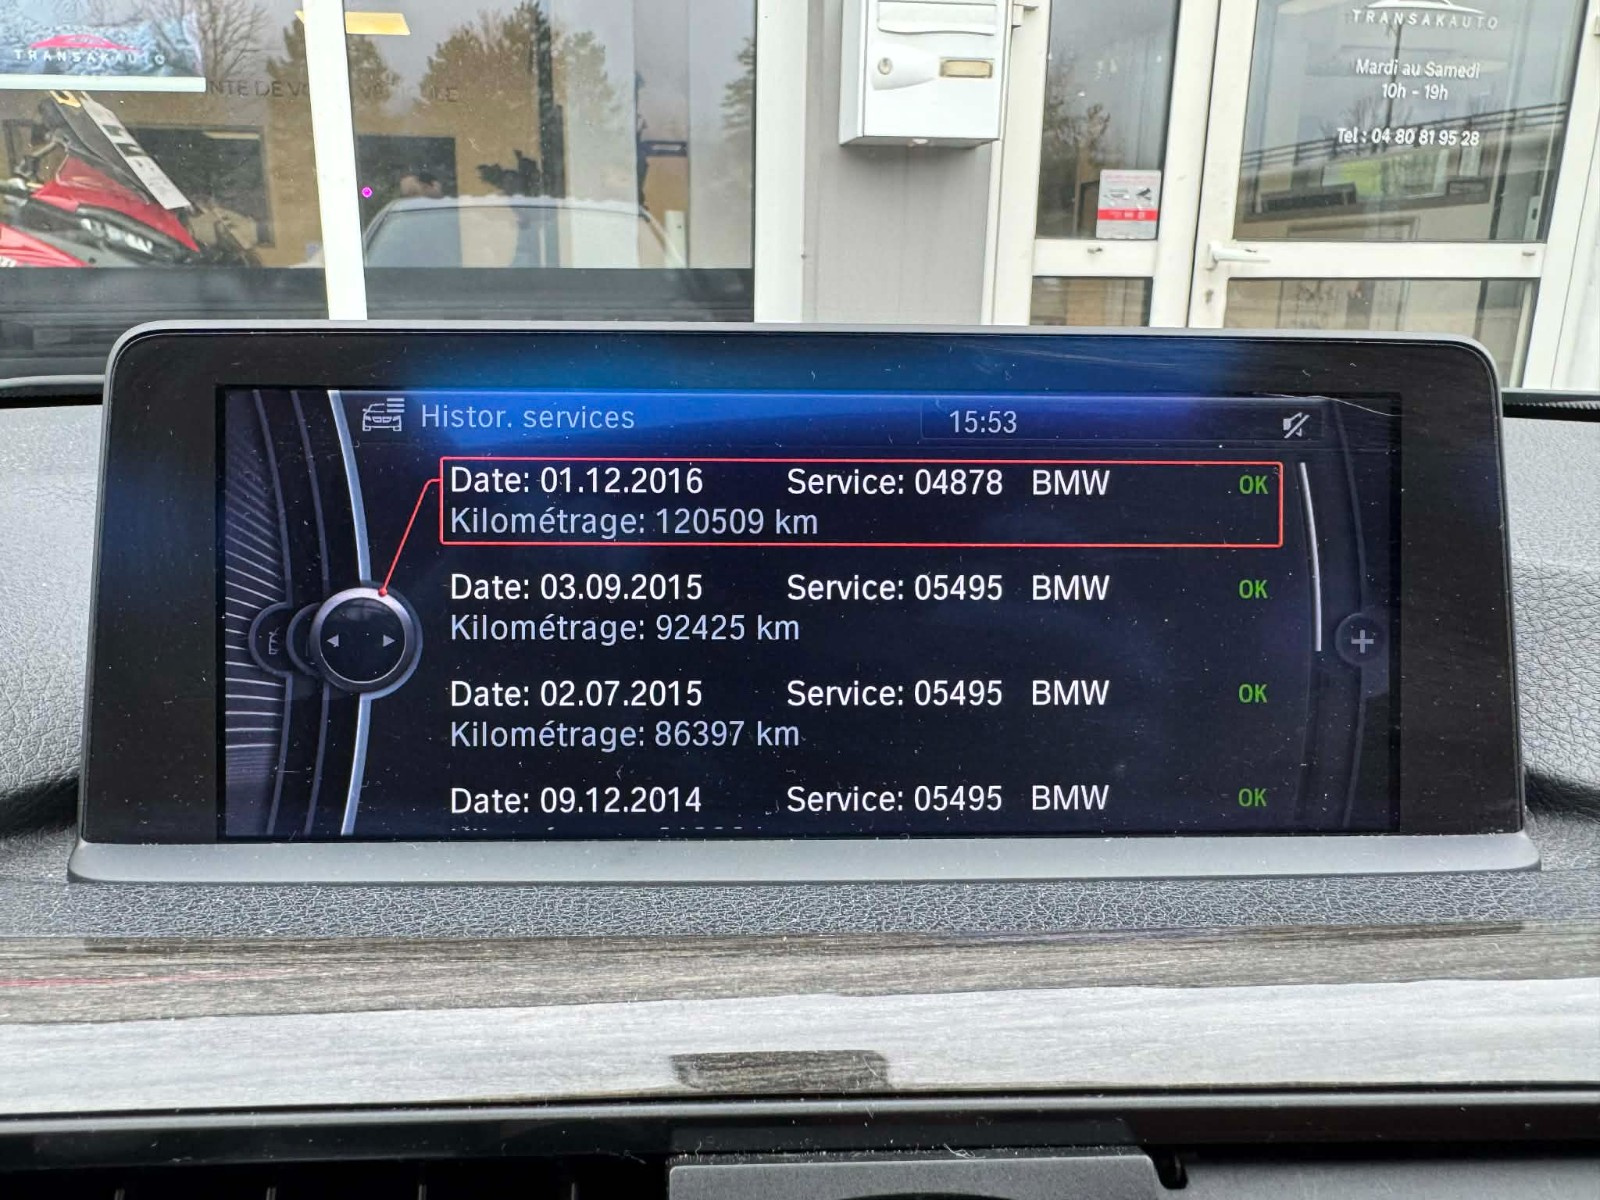 TRANSAKAUTO
TRANSAKAUTO
Mardi au Samedi
10h - 19h
Tel : 04 80 81 95 28
Histor. services
15:53
Date: 01.12.2016 Service: 04878 BMW OK
Kilométrage: 120509 km
Date: 03.09.2015 Service: 05495 BMW OK
Kilométrage: 92425 km
Date: 02.07.2015 Service: 05495 BMW OK
Kilométrage: 86397 km
Date: 09.12.2014 Service: 05495 BMW OK